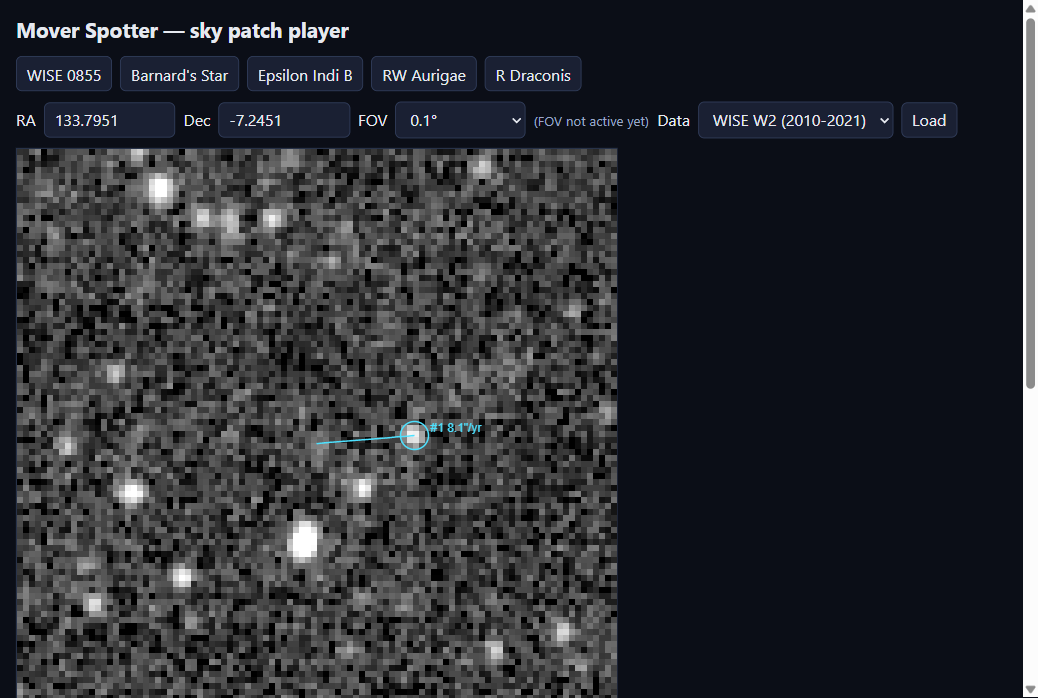 Mover Spotter — sky patch player
WISE 0855 Barnard's Star Epsilon Indi B RW Aurigae R Draconis
RA 133.7951 Dec -7.2451 FOV 0.1° (FOV not active yet) Data WISE W2 (2010-2021) Load
#1 8.1"/yr